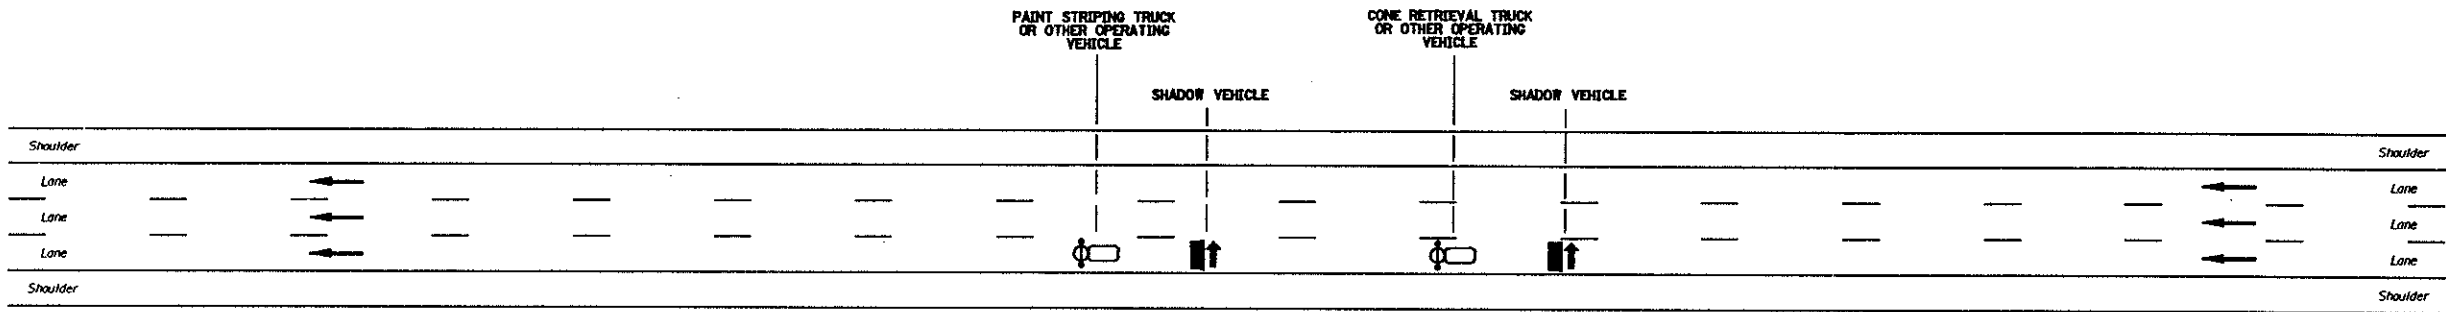 PAINT STRIPING TRUCK
OR OTHER OPERATING
VEHICLE
CONE RETRIEVAL TRUCK
OR OTHER OPERATING
VEHICLE
SHADOW VEHICLE
SHADOW VEHICLE
Shoulder
Shoulder
Lane
Lane
Lane
Lane
Lane
Lane
Shoulder
Shoulder